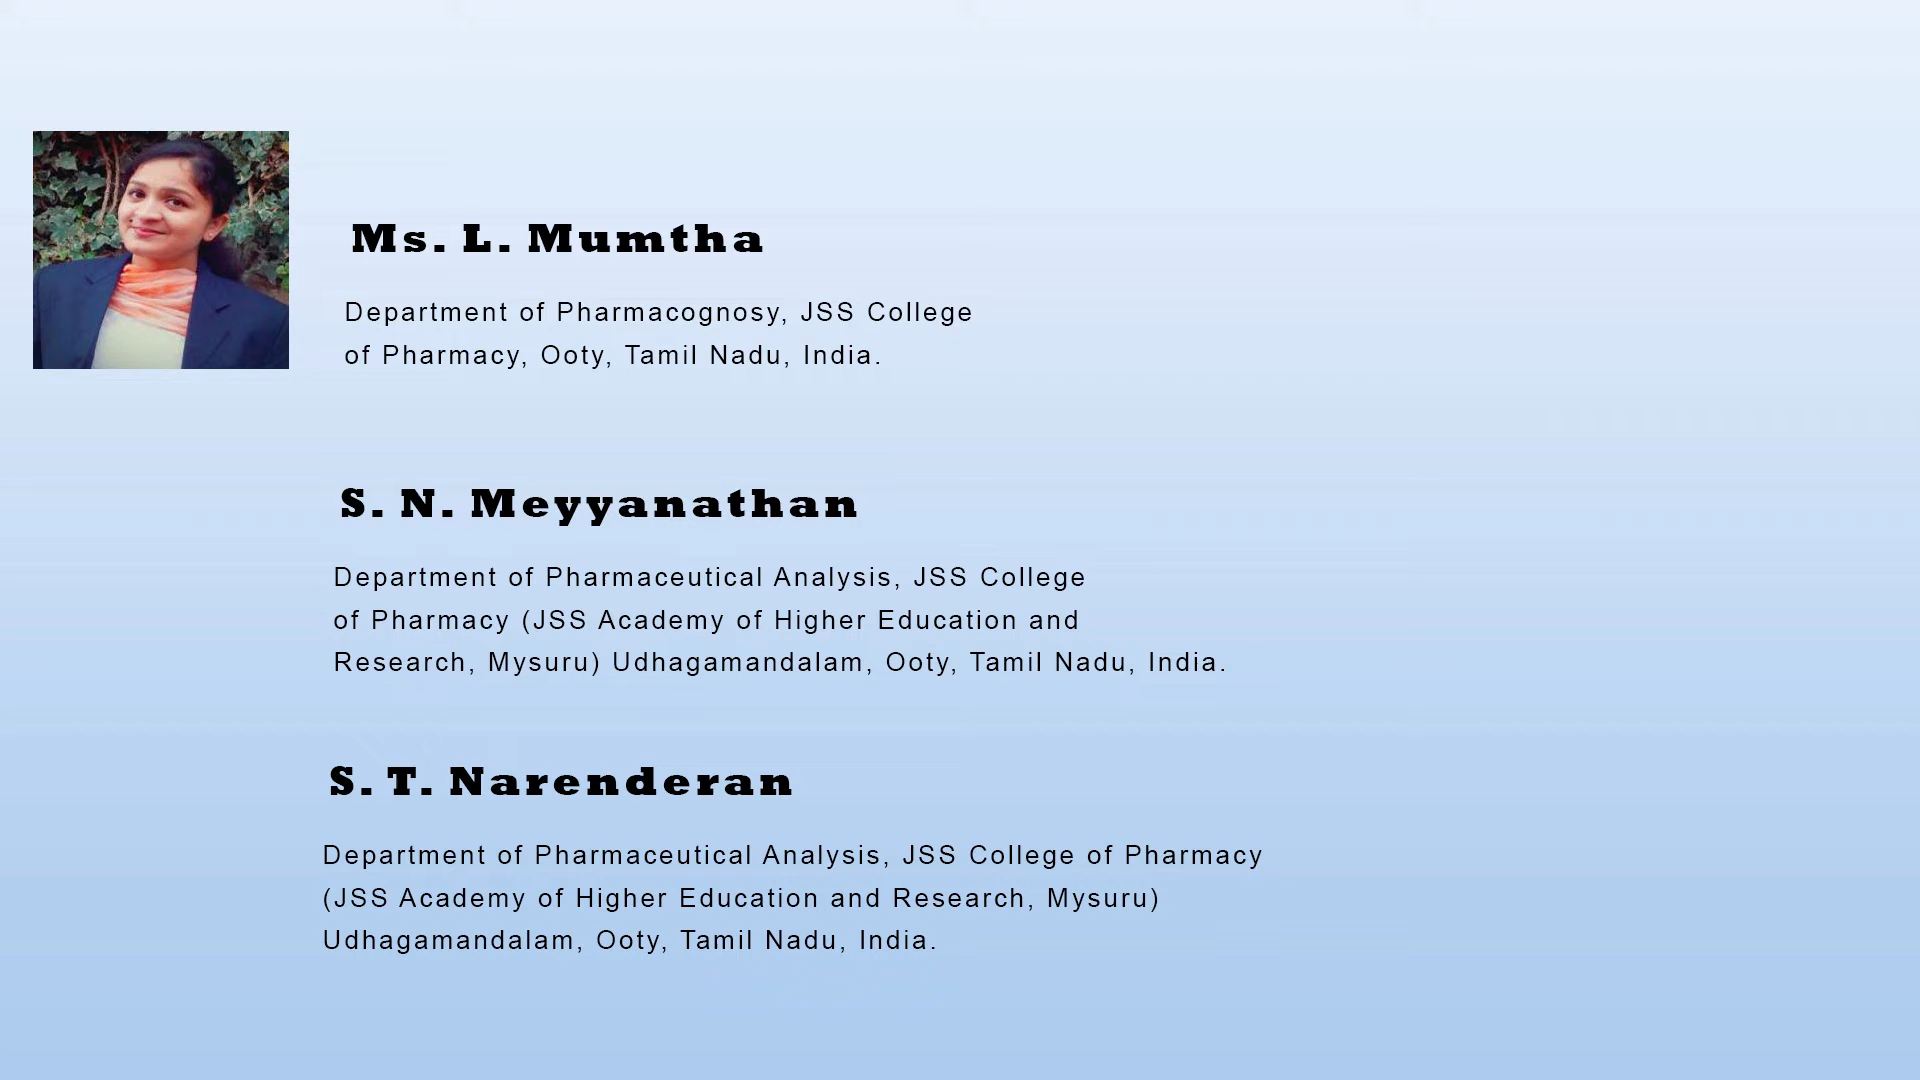 Ms. L. Mumtha
Department of Pharmacognosy, JSS College
of Pharmacy, Ooty, Tamil Nadu, India.
S. N. Meyyanathan
Department of Pharmaceutical Analysis, JSS College
of Pharmacy (JSS Academy of Higher Education and
Research, Mysuru) Udhagamandalam, Ooty, Tamil Nadu, India.
S. T. Narenderan
Department of Pharmaceutical Analysis, JSS College of Pharmacy
(JSS Academy of Higher Education and Research, Mysuru)
Udhagamandalam, Ooty, Tamil Nadu, India.